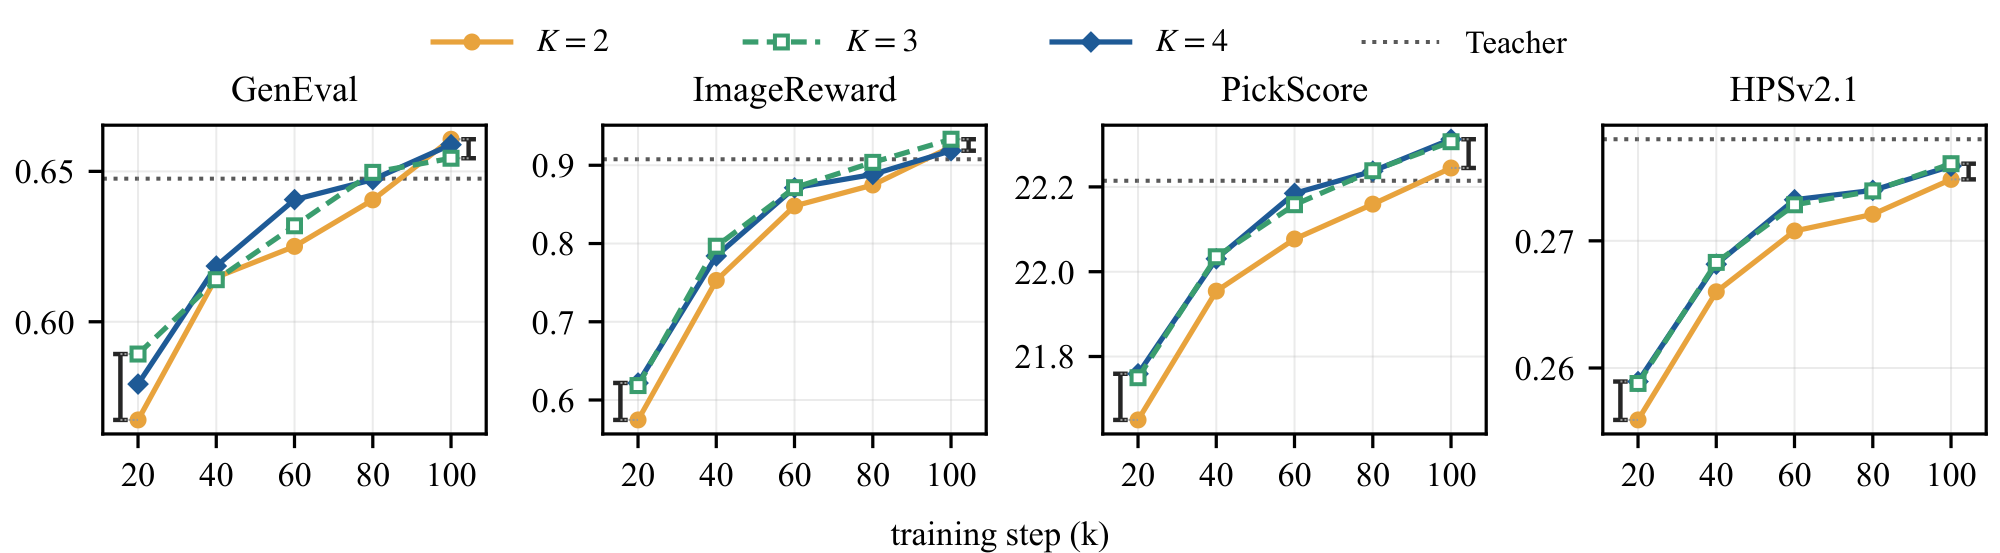 K = 2 K = 3 K = 4 Teacher
GenEval ImageReward PickScore HPSv2.1
0.65
0.60
20 40 60 80 100
0.9
0.8
0.7
0.6
20 40 60 80 100
22.2
22.0
21.8
20 40 60 80 100
0.27
0.26
20 40 60 80 100
training step (k)